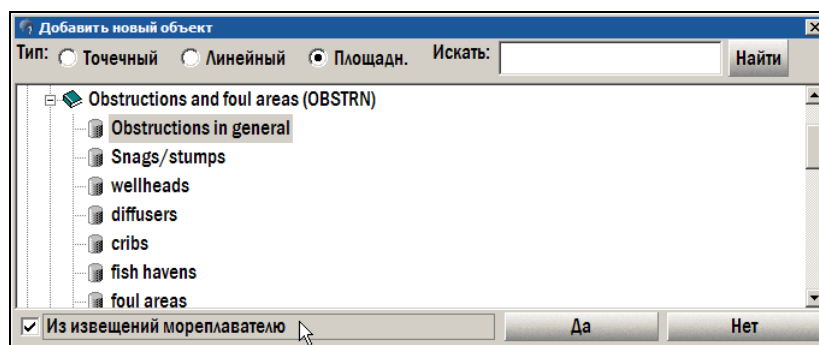 Добавить новый объект
Тип: Точечный Линейный Площадн. Искать: Найти
Obstructions and foul areas (OBSTRN)
Obstructions in general
Snags/stumps
wellheads
diffusers
cribs
fish havens
foul areas
Из извещений мореплавателю Да Нет